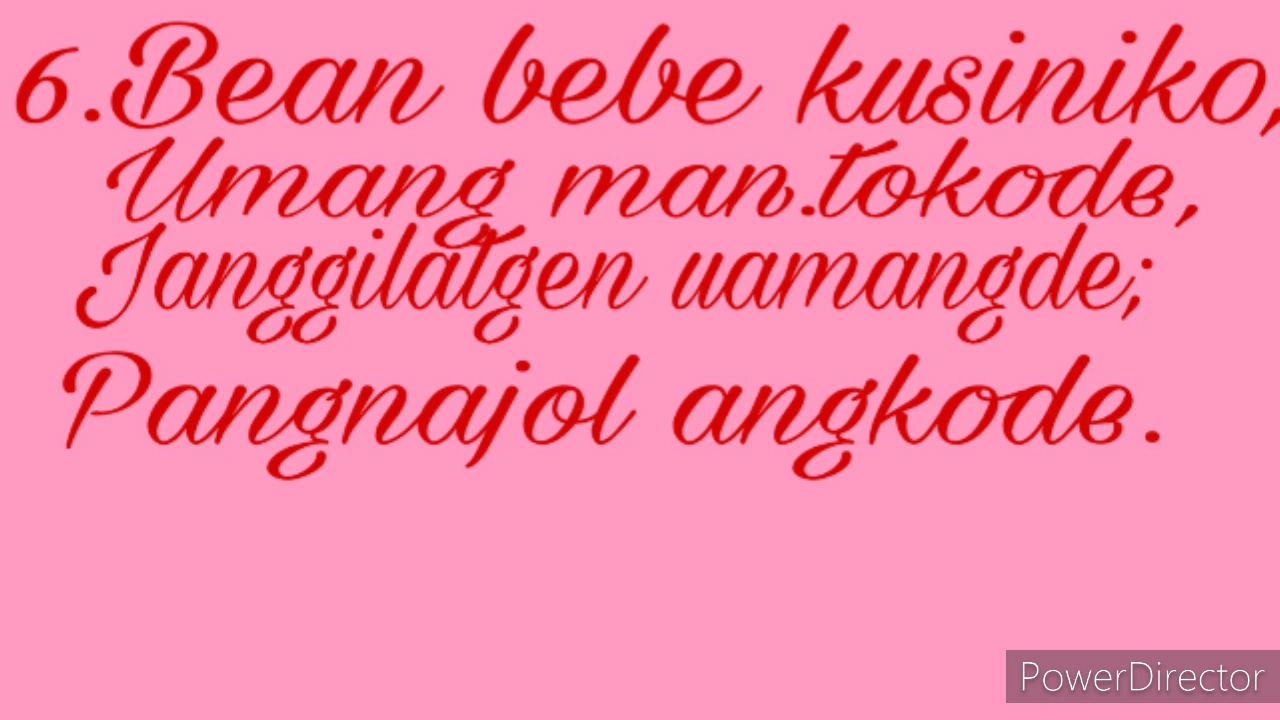 6.Bean bebe kusiniko,
Umang man.tokode,
Janggilatgen uamangde;
Pangnajol angkode.
PowerDirector